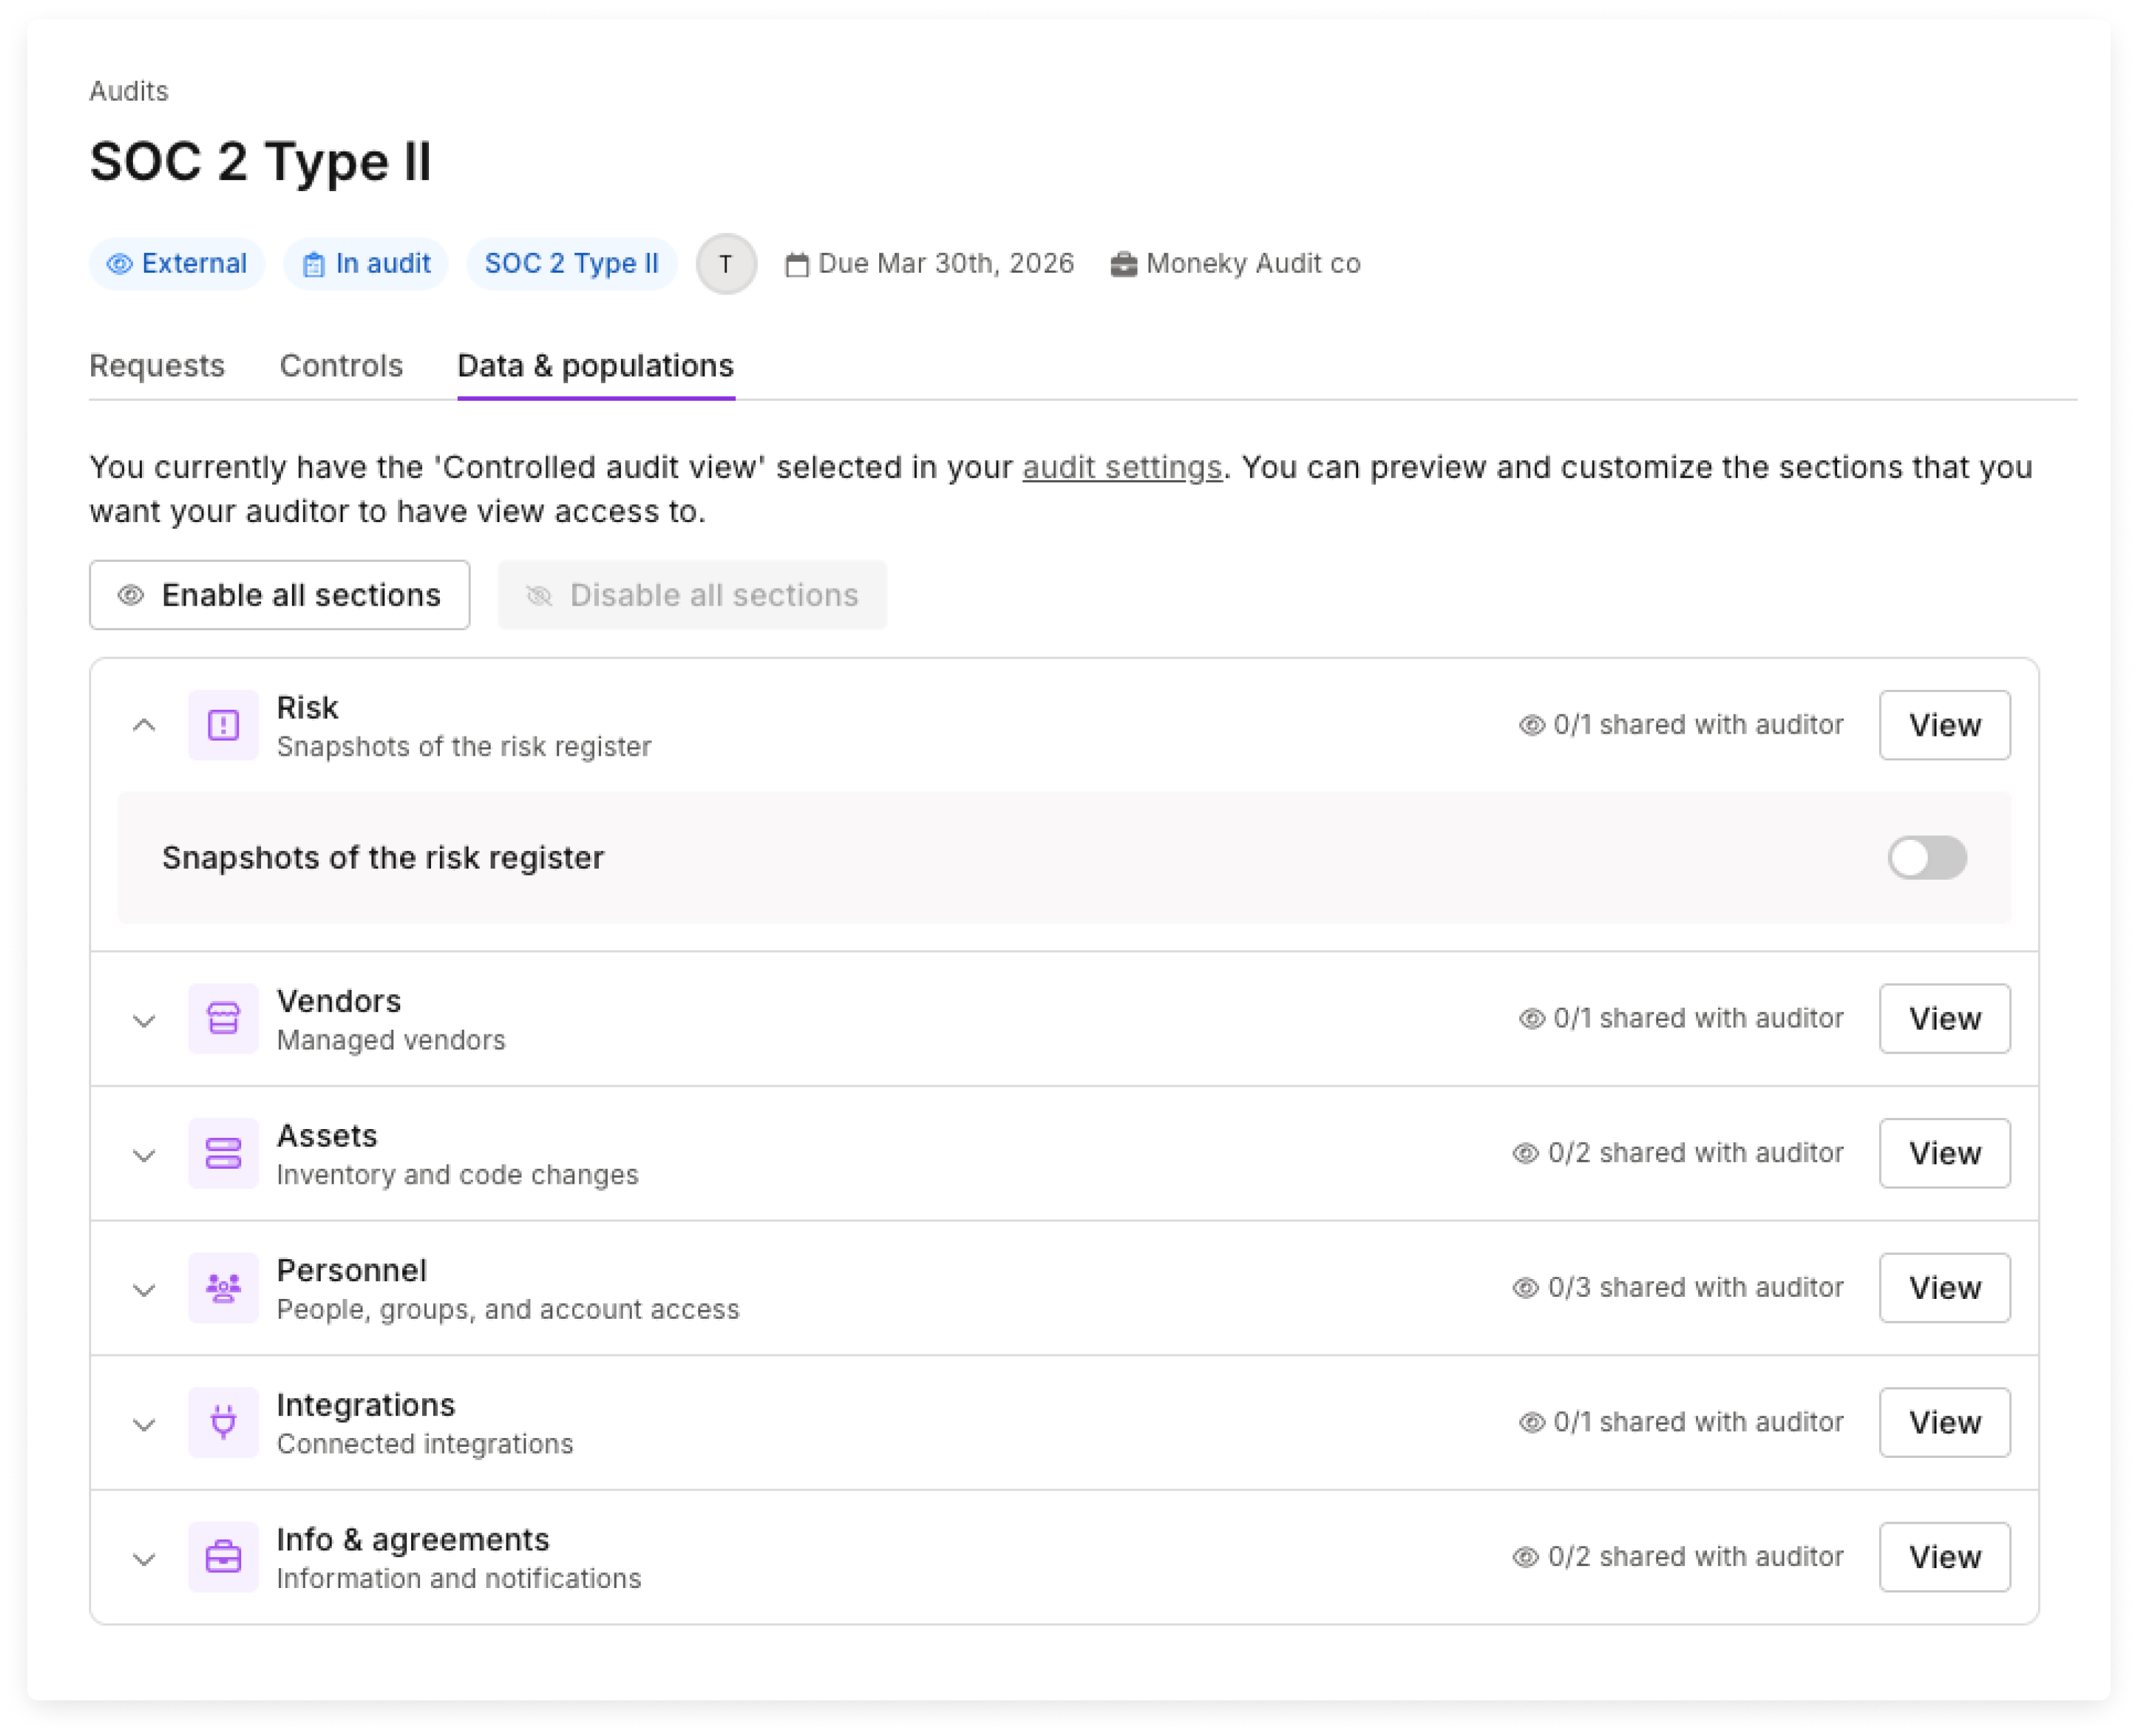 Audits
SOC 2 Type II
External In audit SOC 2 Type II T Due Mar 30th, 2026 Moneky Audit co
Requests Controls Data & populations
You currently have the 'Controlled audit view' selected in your audit settings. You can preview and customize the sections that you
want your auditor to have view access to.
Enable all sections Disable all sections
Risk
Snapshots of the risk register
0/1 shared with auditor View
Snapshots of the risk register
Vendors
Managed vendors
0/1 shared with auditor View
Assets
Inventory and code changes
0/2 shared with auditor View
Personnel
People, groups, and account access
0/3 shared with auditor View
Integrations
Connected integrations
0/1 shared with auditor View
Info & agreements
Information and notifications
0/2 shared with auditor View